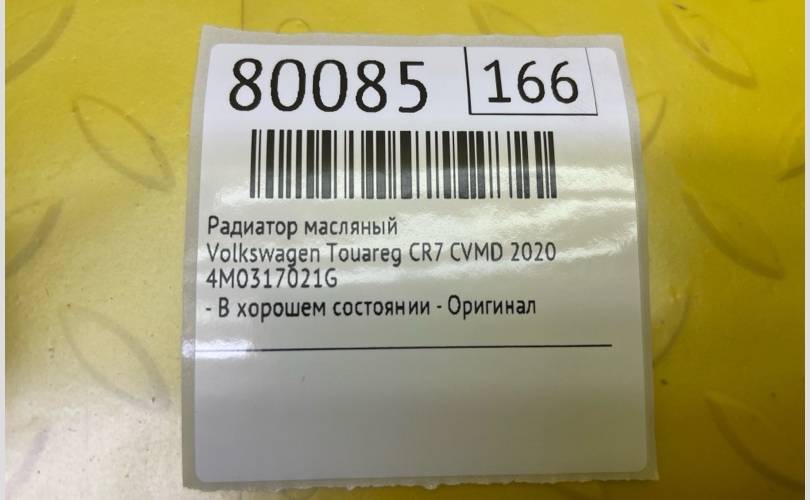 80085 166
Радиатор масляный
Volkswagen Touareg CR7 CVMD 2020
4M0317021G
- В хорошем состоянии - Оригинал